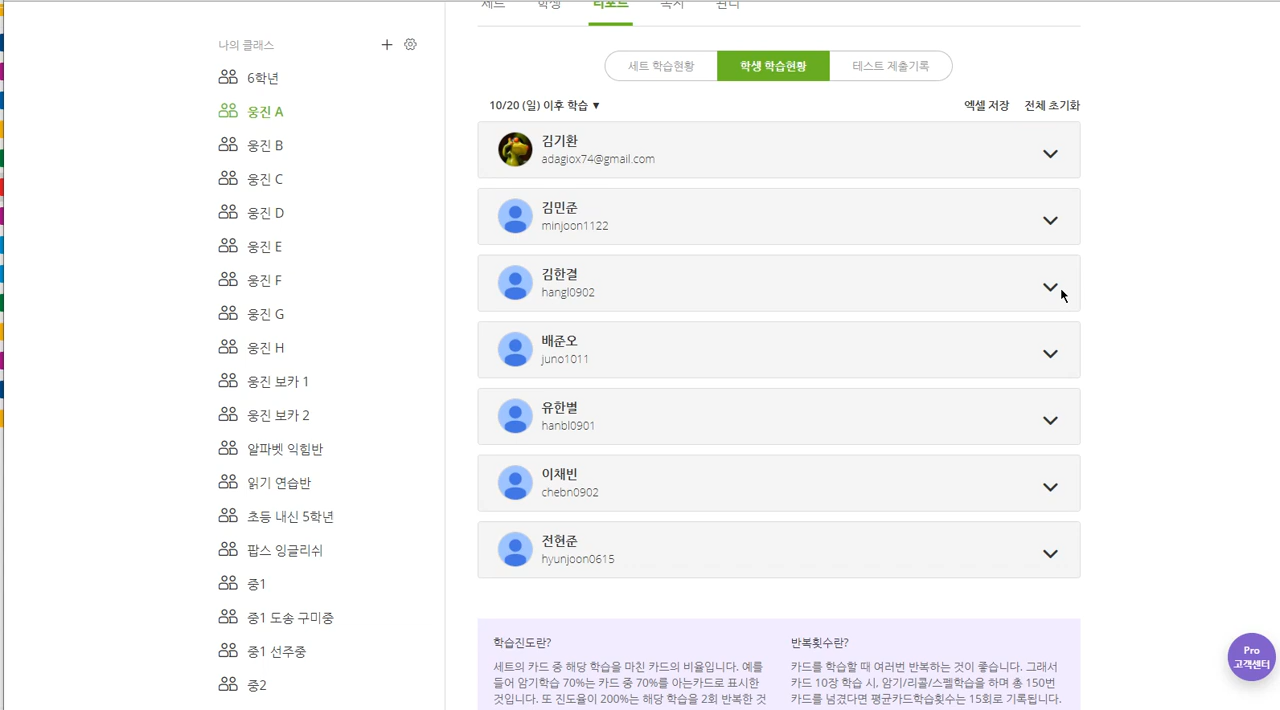 세트 학생 리포트 쪽지 관리
나의 클래스
6학년
웅진 A
웅진 B
웅진 C
웅진 D
웅진 E
웅진 F
웅진 G
웅진 H
웅진 보카 1
웅진 보카 2
알파벳 익힘반
읽기 연습반
초등 내신 5학년
팝스 잉글리쉬
중1
중1 도송 구미중
중1 선주중
중2
세트 학습현황 학생 학습현황 테스트 제출기록
10/20 (일) 이후 학습 ▼ 엑셀 저장 전체 초기화
김기환
adagiox74@gmail.com
김민준
minjoon1122
김한결
hangl0902
배준오
juno1011
유한별
hanbl0901
이채빈
chebn0902
전현준
hyunjoon0615
학습진도란?
세트의 카드 중 해당 학습을 마친 카드의 비율입니다. 예를
들어 암기학습 70%는 카드 중 70%를 아는카드로 표시한
것입니다. 또 진도율이 200%는 해당 학습을 2회 반복한 것
반복횟수란?
카드를 학습할 때 여러번 반복하는 것이 좋습니다. 그래서
카드 10장 학습 시, 암기/리콜/스펠학습을 하며 총 150번
카드를 넘겼다면 평균카드학습횟수는 15회로 기록됩니다.
Pro
고객센터